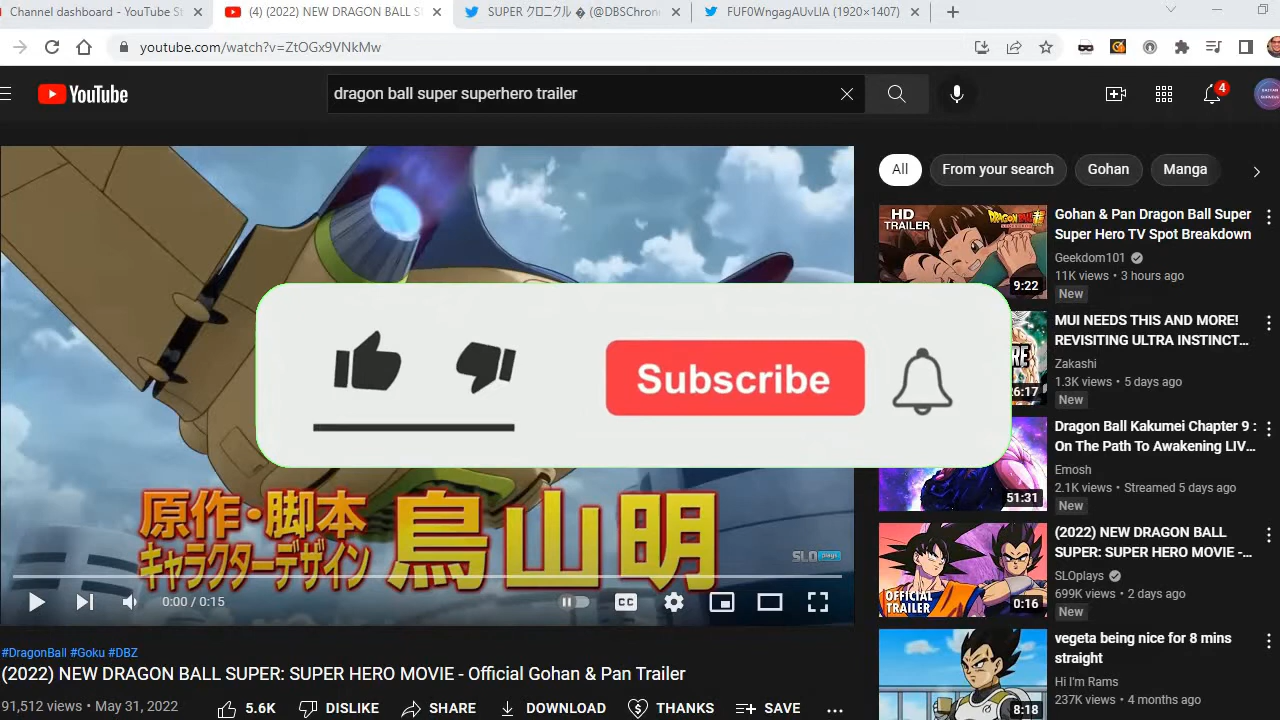 Channel dashboard - YouTube St
(4) (2022) NEW DRAGON BALL S
SUPER クロニクル � (@DBSChron
FUF0WngagAUvLIA (1920×1407)
youtube.com/watch?v=ZtOGx9VNkMw
YouTube
dragon ball super superhero trailer
4
All
From your search
Gohan
Manga
HD
TRAILER
9:22
Gohan & Pan Dragon Ball Super
Super Hero TV Spot Breakdown
Geekdom101
11K views • 3 hours ago
New
26:17
MUI NEEDS THIS AND MORE!
REVISITING ULTRA INSTINCT...
Zakashi
1.3K views • 5 days ago
New
51:31
Dragon Ball Kakumei Chapter 9 :
On The Path To Awakening LIV...
Emosh
2.1K views • Streamed 5 days ago
New
OFFICIAL
TRAILER
0:16
(2022) NEW DRAGON BALL
SUPER: SUPER HERO MOVIE -...
SLOplays
699K views • 2 days ago
New
8:18
vegeta being nice for 8 mins
straight
Hi I'm Rams
237K views • 4 months ago
Subscribe
原作・脚本
キャラクターデザイン
鳥山明
SLO plays
0:00 / 0:15
CC
#DragonBall #Goku #DBZ
(2022) NEW DRAGON BALL SUPER: SUPER HERO MOVIE - Official Gohan & Pan Trailer
91,512 views • May 31, 2022
5.6K
DISLIKE
SHARE
DOWNLOAD
THANKS
SAVE